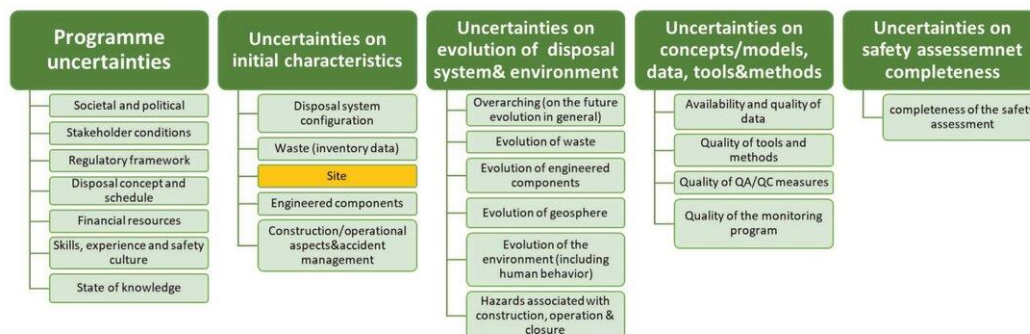 Programme
uncertainties
Societal and political
Stakeholder conditions
Regulatory framework
Disposal concept and
schedule
Financial resources
Skills, experience and safety
culture
State of knowledge
Uncertainties on
initial characteristics
Disposal system
configuration
Waste (inventory data)
Site
Engineered components
Construction/operational
aspects&accident
management
Uncertainties on
evolution of disposal
system& environment
Overarching (on the future
evolution in general)
Evolution of waste
Evolution of engineered
components
Evolution of geosphere
Evolution of the
environment (including
human behavior)
Hazards associated with
construction, operation &
closure
Uncertainties on
concepts/models,
data, tools&methods
Availability and quality of
data
Quality of tools and
methods
Quality of QA/QC measures
Quality of the monitoring
program
Uncertainties on
safety assessemnet
completeness
completeness of the safety
assessment